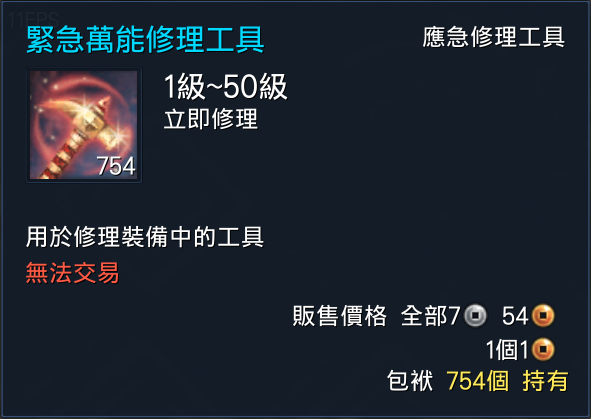 緊急萬能修理工具
應急修理工具
1級~50級
立即修理
754
用於修理裝備中的工具
無法交易
販售價格 全部7 54
1個1
包袱 754個 持有